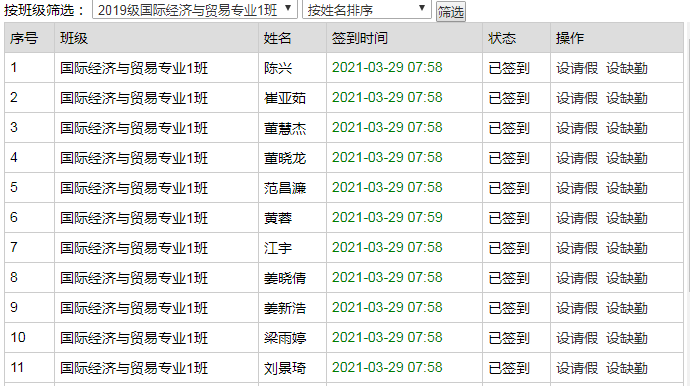 按班级筛选： 2019级国际经济与贸易专业1班 按姓名排序 筛选
序号 班级 姓名 签到时间 状态 操作
1 国际经济与贸易专业1班 陈兴 2021-03-29 07:58 已签到 设请假 设缺勤
2 国际经济与贸易专业1班 崔亚茹 2021-03-29 07:58 已签到 设请假 设缺勤
3 国际经济与贸易专业1班 董慧杰 2021-03-29 07:58 已签到 设请假 设缺勤
4 国际经济与贸易专业1班 董晓龙 2021-03-29 07:58 已签到 设请假 设缺勤
5 国际经济与贸易专业1班 范昌濂 2021-03-29 07:58 已签到 设请假 设缺勤
6 国际经济与贸易专业1班 黄蓉 2021-03-29 07:59 已签到 设请假 设缺勤
7 国际经济与贸易专业1班 江宇 2021-03-29 07:58 已签到 设请假 设缺勤
8 国际经济与贸易专业1班 姜晓倩 2021-03-29 07:58 已签到 设请假 设缺勤
9 国际经济与贸易专业1班 姜新浩 2021-03-29 07:58 已签到 设请假 设缺勤
10 国际经济与贸易专业1班 梁雨婷 2021-03-29 07:58 已签到 设请假 设缺勤
11 国际经济与贸易专业1班 刘景琦 2021-03-29 07:58 已签到 设请假 设缺勤